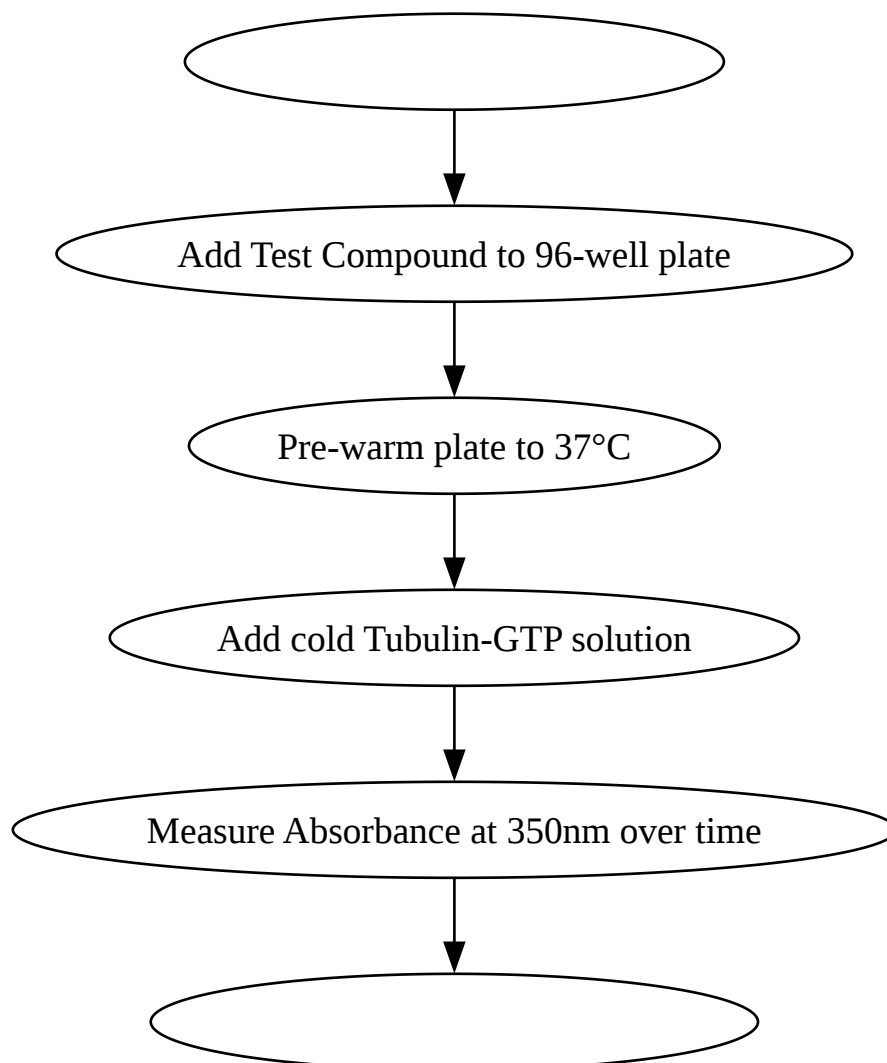 Add Test Compound to 96-well plate
Pre-warm plate to 37°C
Add cold Tubulin-GTP solution
Measure Absorbance at 350nm over time